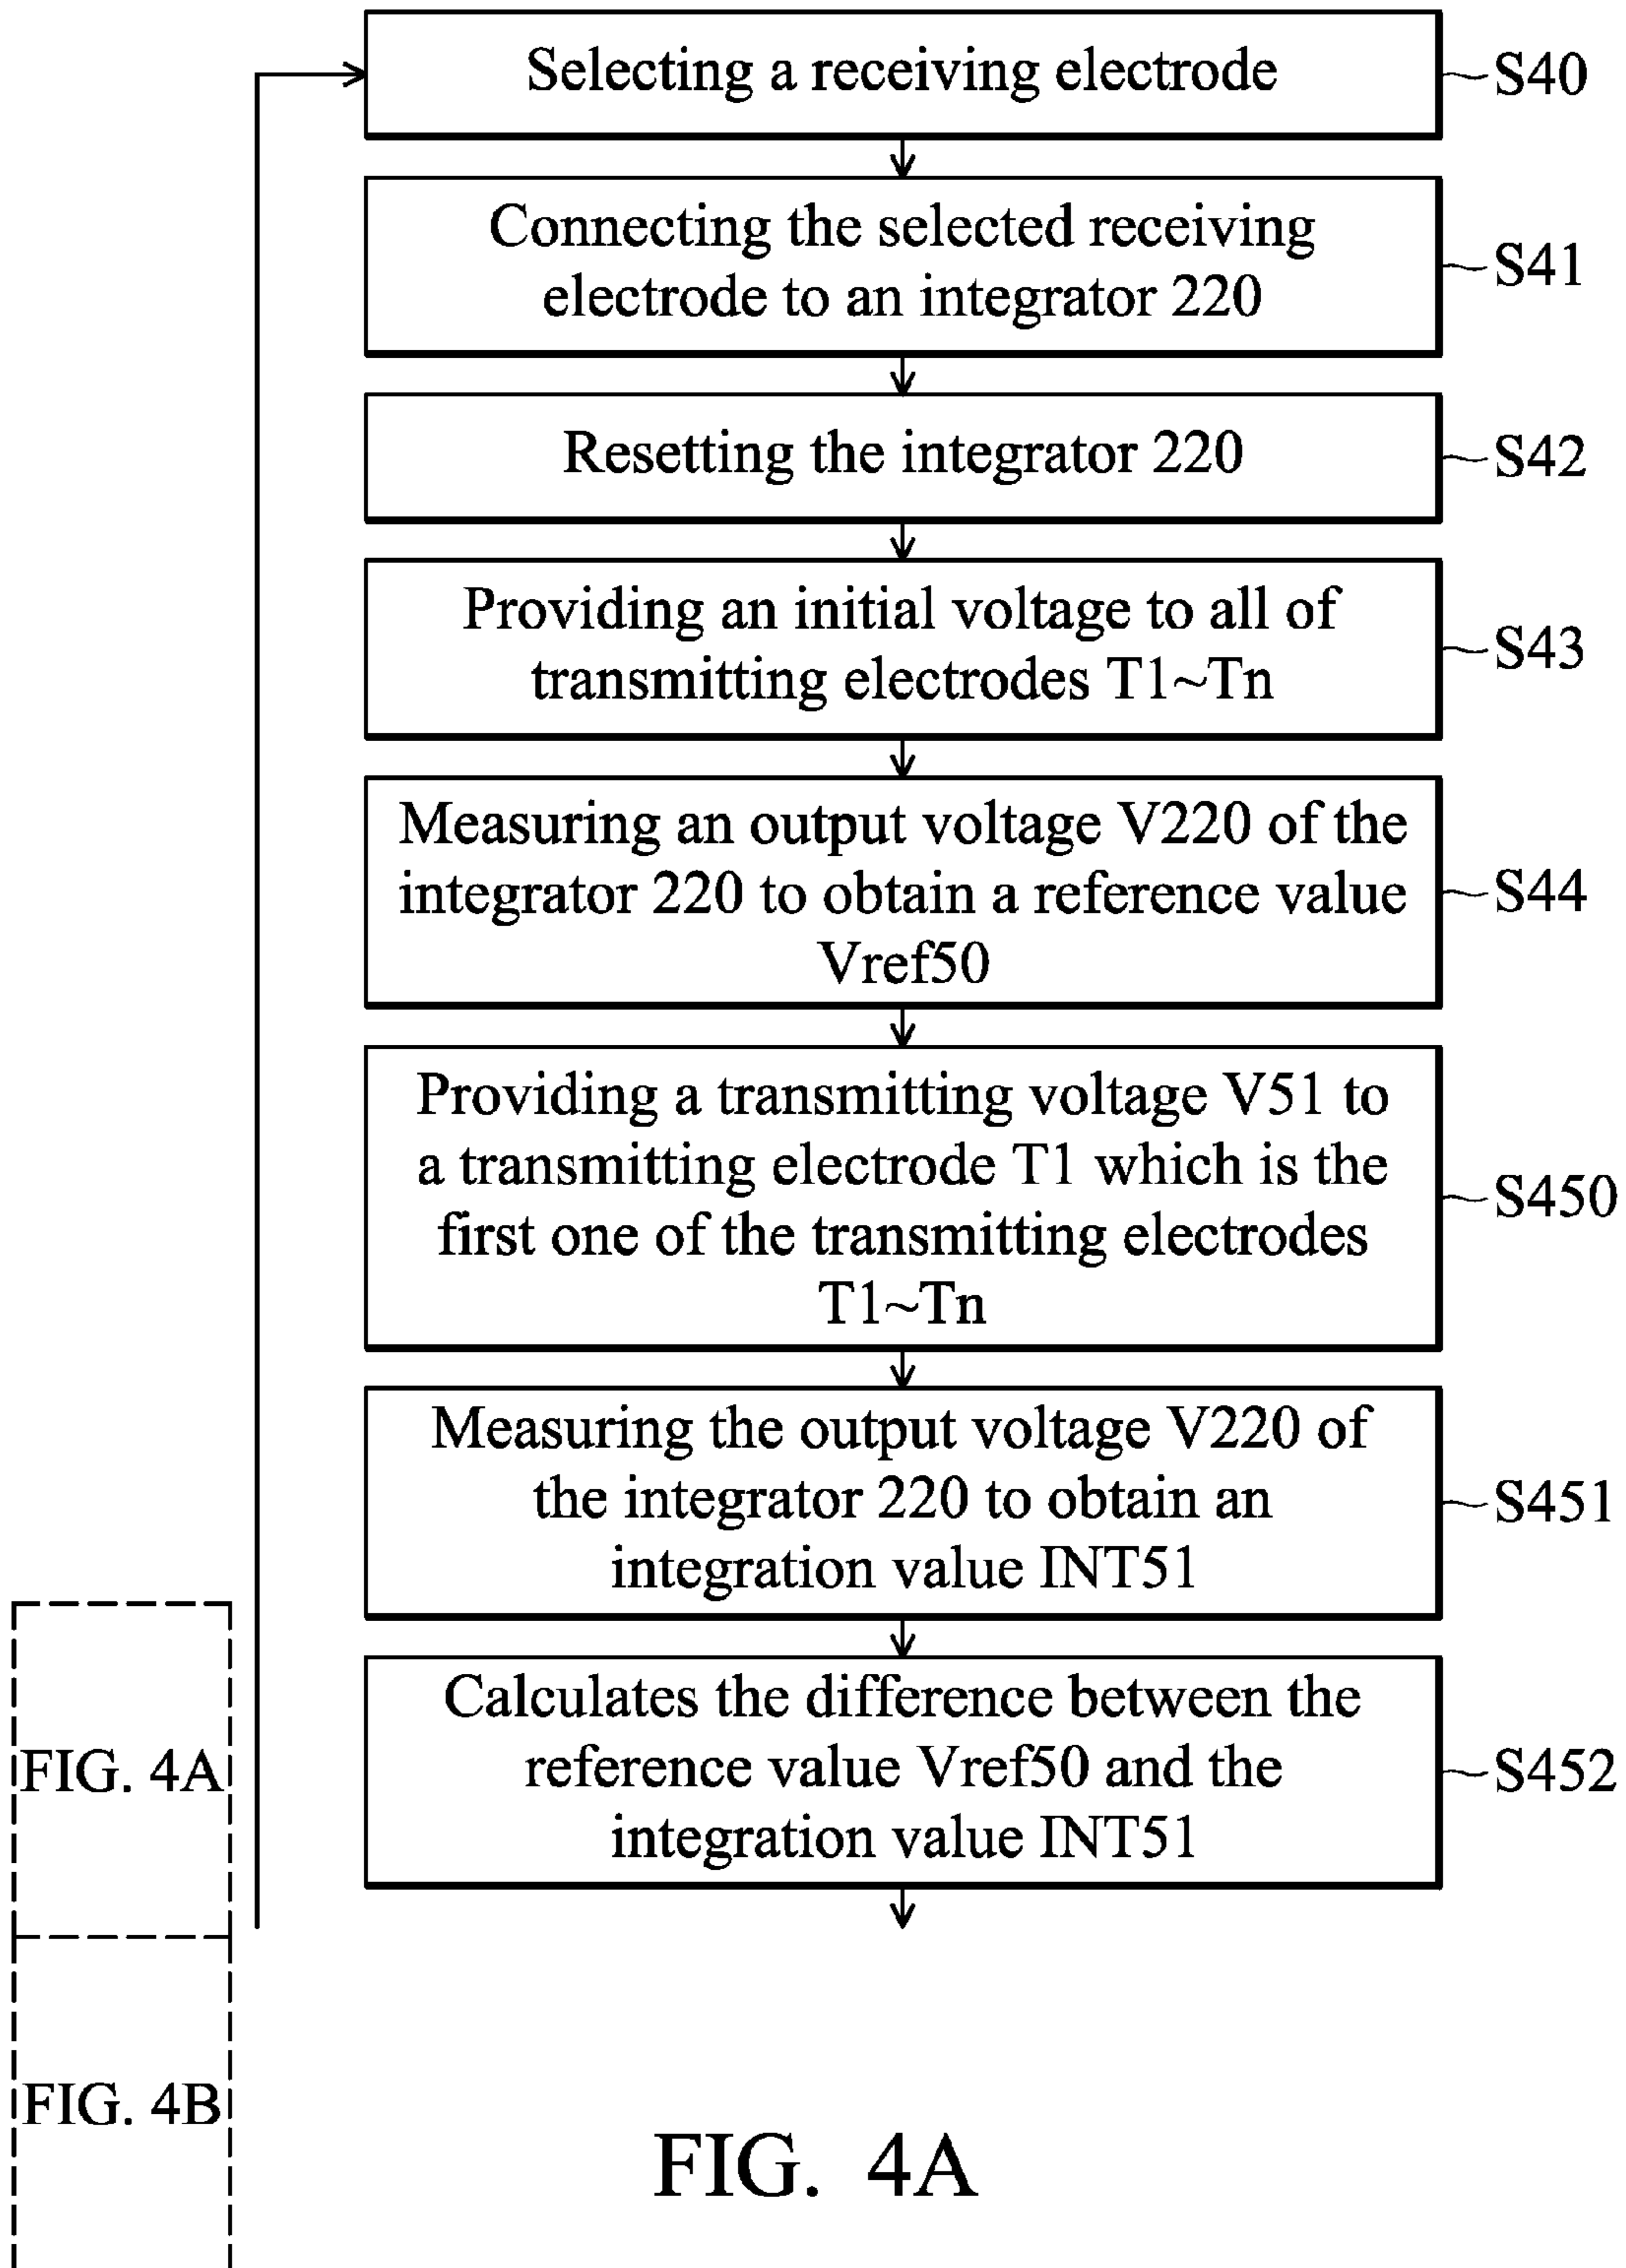 Selecting a receiving electrode
S40
Connecting the selected receiving
electrode to an integrator 220
S41
Resetting the integrator 220
S42
Providing an initial voltage to all of
transmitting electrodes T1~Tn
S43
Measuring an output voltage V220 of the
integrator 220 to obtain a reference value
Vref50
S44
Providing a transmitting voltage V51 to
a transmitting electrode T1 which is the
first one of the transmitting electrodes
T1~Tn
S450
Measuring the output voltage V220 of
the integrator 220 to obtain an
integration value INT51
S451
Calculates the difference between the
reference value Vref50 and the
integration value INT51
S452
FIG. 4A
FIG. 4B
FIG. 4A